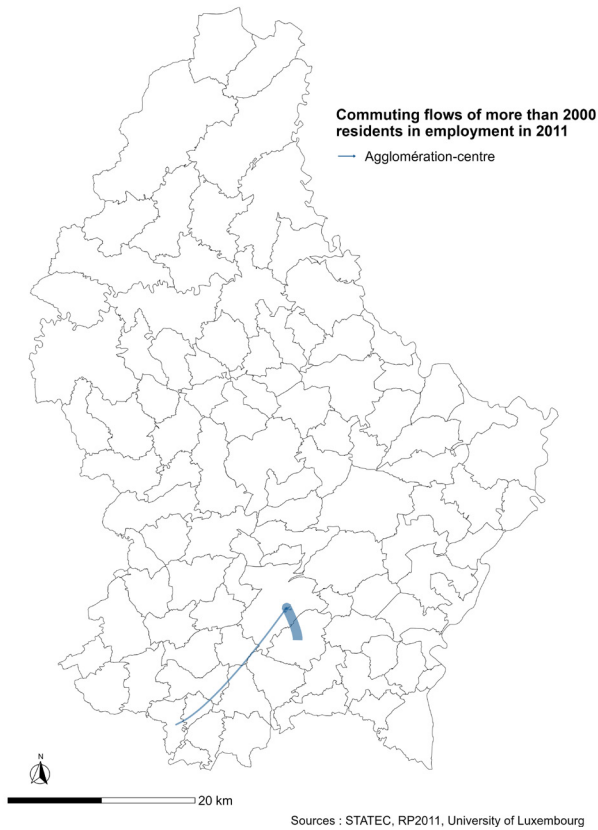 Commuting flows of more than 2000
residents in employment in 2011
Agglomération-centre
N
20 km
Sources : STATEC, RP2011, University of Luxembourg